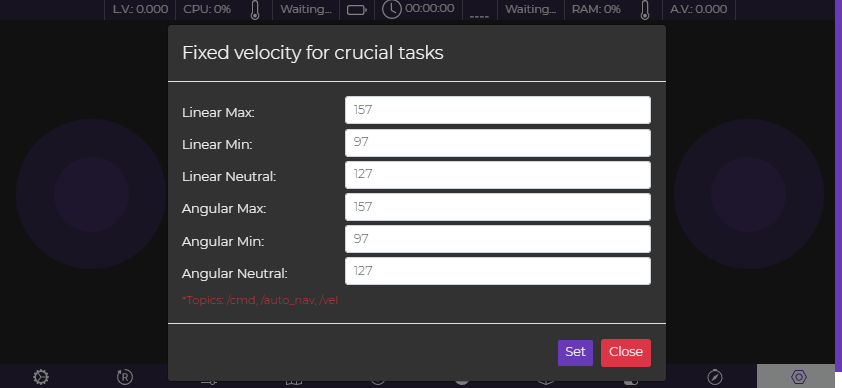 L.V.: 0.000 CPU: 0% Waiting... 00:00:00 ---- Waiting... RAM: 0% A.V.: 0.000
Fixed velocity for crucial tasks
Linear Max: 157
Linear Min: 97
Linear Neutral: 127
Angular Max: 157
Angular Min: 97
Angular Neutral: 127
*Topics: /cmd, /auto_nav, /vel
Set Close
R